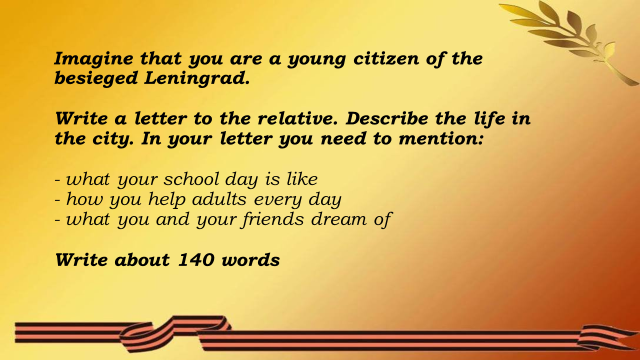 Imagine that you are a young citizen of the
besieged Leningrad.
Write a letter to the relative. Describe the life in
the city. In your letter you need to mention:
- what your school day is like
- how you help adults every day
- what you and your friends dream of
Write about 140 words